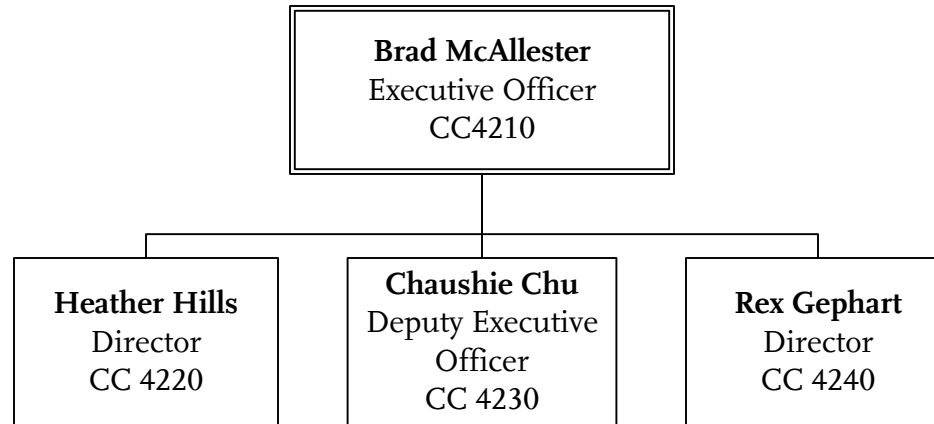 Brad McAllester
Executive Officer
CC4210
Heather Hills
Director
CC 4220
Chaushie Chu
Deputy Executive
Officer
CC 4230
Rex Gephart
Director
CC 4240